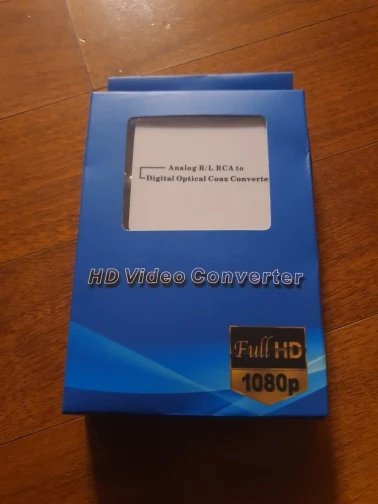 Analog R/L RCA to
Digital Optical Coax Converte
HD Video Converter
Full HD
1080p